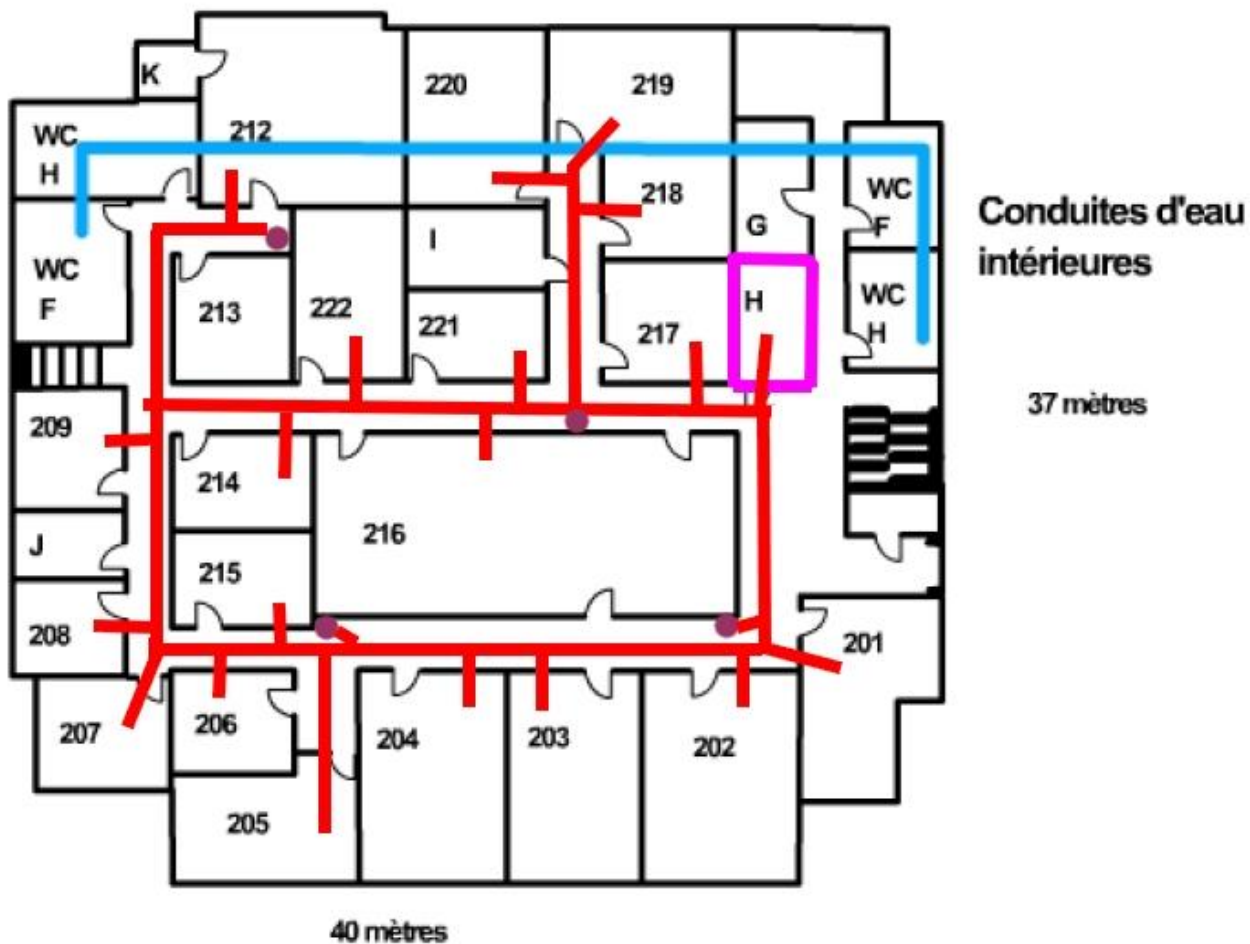 K
220
219
WC
H
212
WC
F
218
Conduites d'eau
intérieures
I
G
WC
F
213
222
221
217
H
WC
H
37 mètres
209
214
216
J
215
208
201
207
206
204
203
202
205
40 mètres